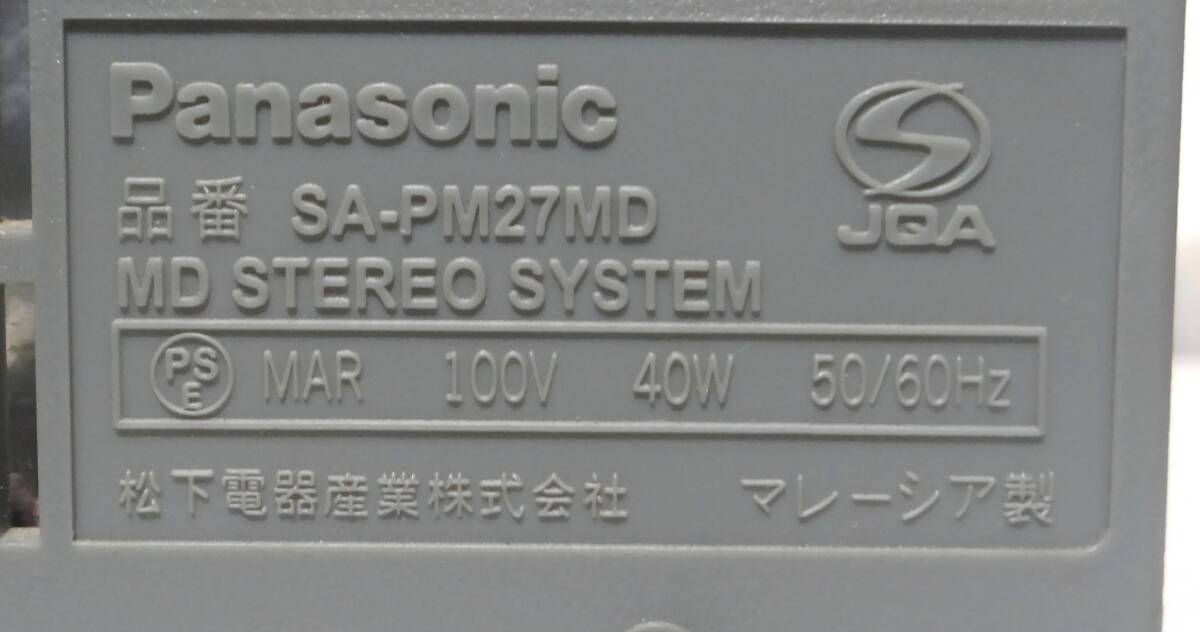 Panasonic
品番 SA-PM27MD
JQA
MD STEREO SYSTEM
PSE MAR 100V 40W 50/60Hz
松下電器産業株式会社 マレーシア製